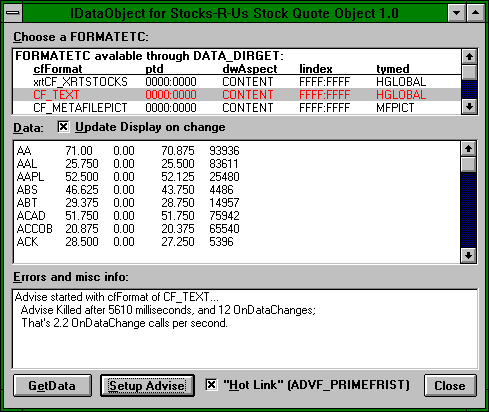 IDataObject for Stocks-R-Us Stock Quote Object 1.0
Choose a FORMATETC:
FORMATETC avalable through DATA_DIRGET:
cfFormat ptd dwAspect lindex tymed
xrtCF_XRTSTOCKS 0000:0000 CONTENT FFFF:FFFF HGLOBAL
CF_TEXT 0000:0000 CONTENT FFFF:FFFF HGLOBAL
CF_METAFILEPICT 0000:0000 CONTENT FFFF:FFFF MFPICT
Data: Update Display on change
AA 71.00 0.00 70.875 93936
AAL 25.750 0.00 25.500 83611
AAPL 52.500 0.00 52.125 25480
ABS 46.625 0.00 43.750 4486
ABT 29.375 0.00 28.750 14957
ACAD 51.750 0.00 51.750 75942
ACCOB 20.875 0.00 20.375 65540
ACK 28.500 0.00 27.250 5396
Errors and misc info:
Advise started with cfFormat of CF_TEXT...
Advise Killed after 5610 milliseconds, and 12 OnDataChanges;
That's 2.2 OnDataChange calls per second.
GetData Setup Advise "Hot Link" (ADVF_PRIMEFRIST) Close